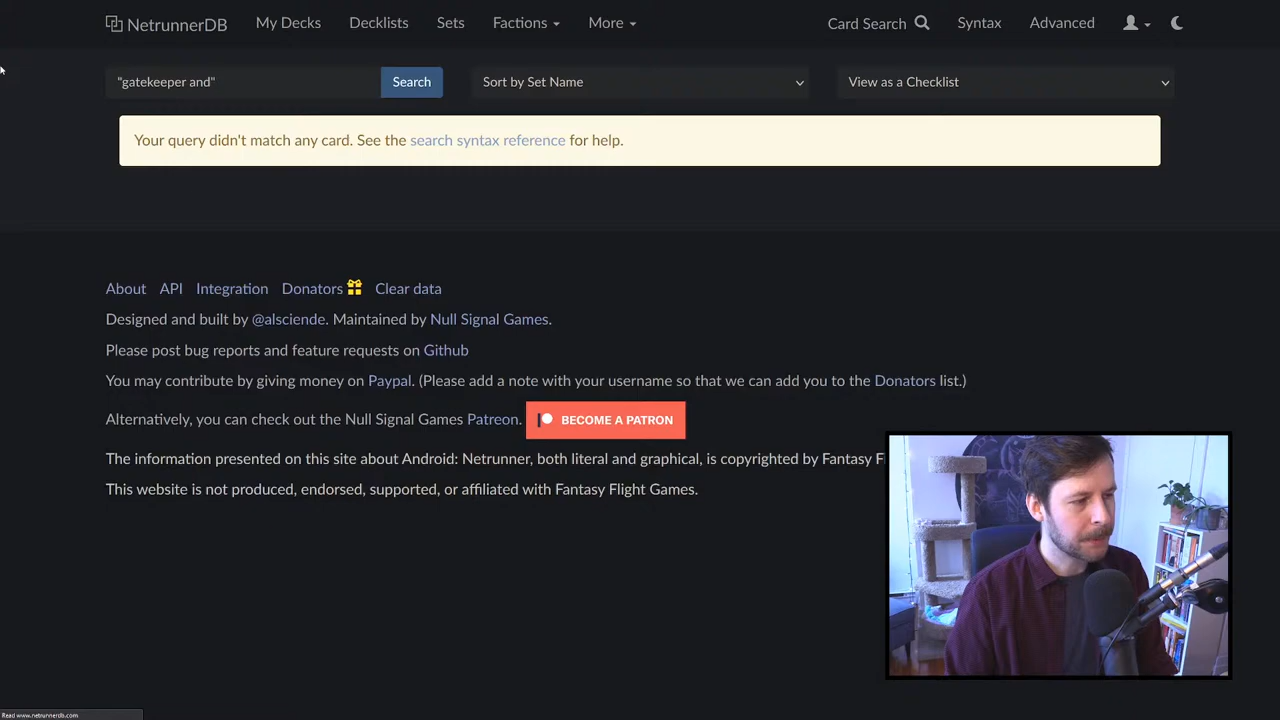 NetrunnerDB My Decks Decklists Sets Factions More Card Search Syntax Advanced
"gatekeeper and" Search Sort by Set Name View as a Checklist
Your query didn't match any card. See the search syntax reference for help.
About API Integration Donators Clear data
Designed and built by @alsciende. Maintained by Null Signal Games.
Please post bug reports and feature requests on Github
You may contribute by giving money on Paypal. (Please add a note with your username so that we can add you to the Donators list.)
Alternatively, you can check out the Null Signal Games Patreon. BECOME A PATRON
The information presented on this site about Android: Netrunner, both literal and graphical, is copyrighted by Fantasy
This website is not produced, endorsed, supported, or affiliated with Fantasy Flight Games.
Read www.netrunnerdb.com